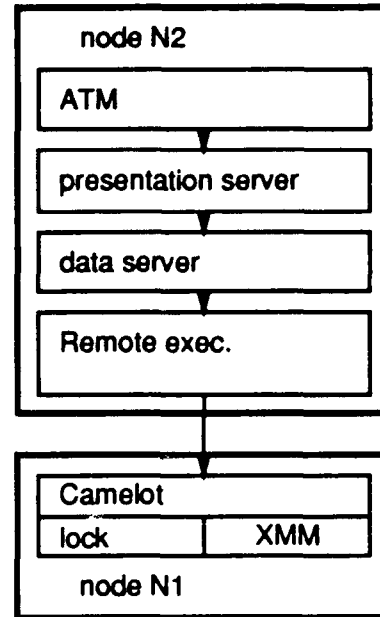 node N2
ATM
presentation server
data server
Remote exec.
Camelot
lock XMM
node N1